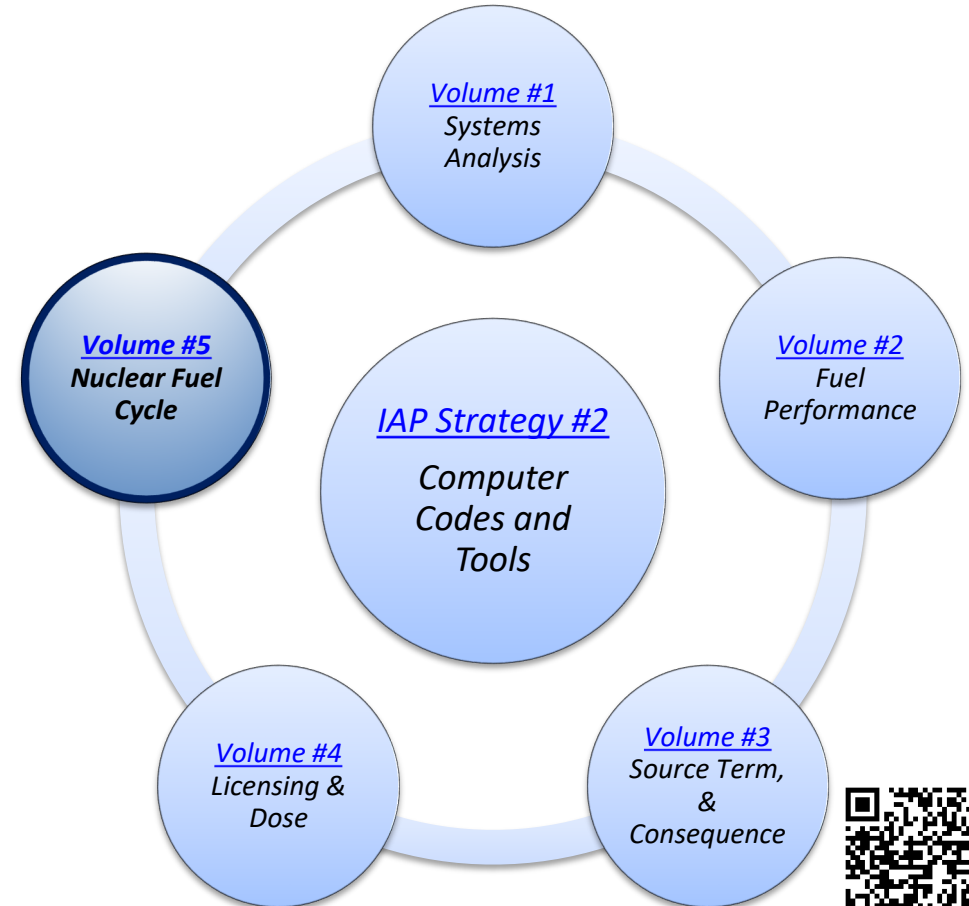 Volume #1
Systems
Analysis
Volume #5
Nuclear Fuel
Cycle
Volume #2
Fuel
Performance
IAP Strategy #2
Computer
Codes and
Tools
Volume #4
Licensing &
Dose
Volume #3
Source Term,
&
Consequence